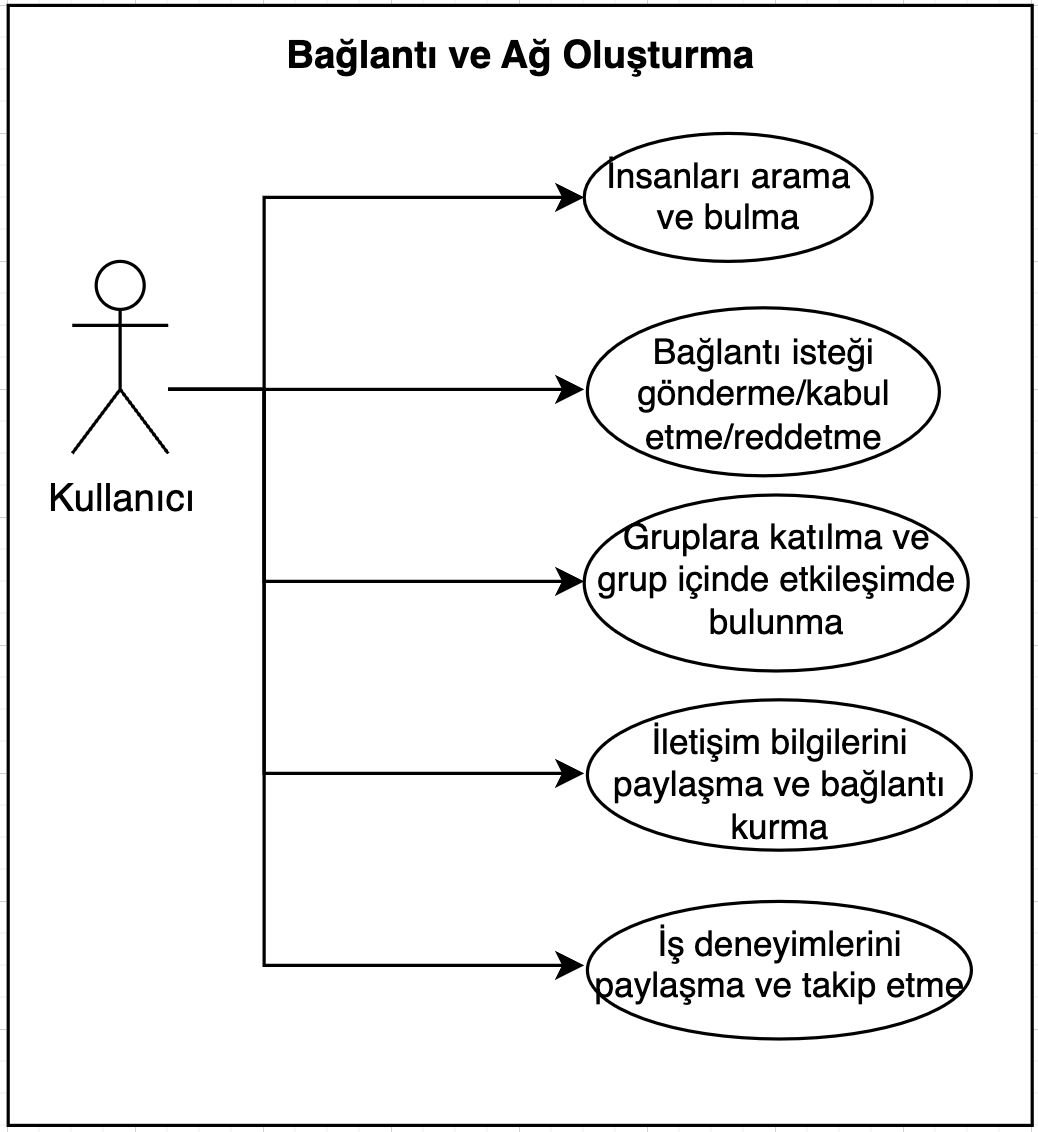 Bağlantı ve Ağ Oluşturma
İnsanları arama
ve bulma
Bağlantı isteği
gönderme/kabul
etme/reddetme
Kullanıcı
Gruplara katılma ve
grup içinde etkileşimde
bulunma
İletişim bilgilerini
paylaşma ve bağlantı
kurma
İş deneyimlerini
paylaşma ve takip etme